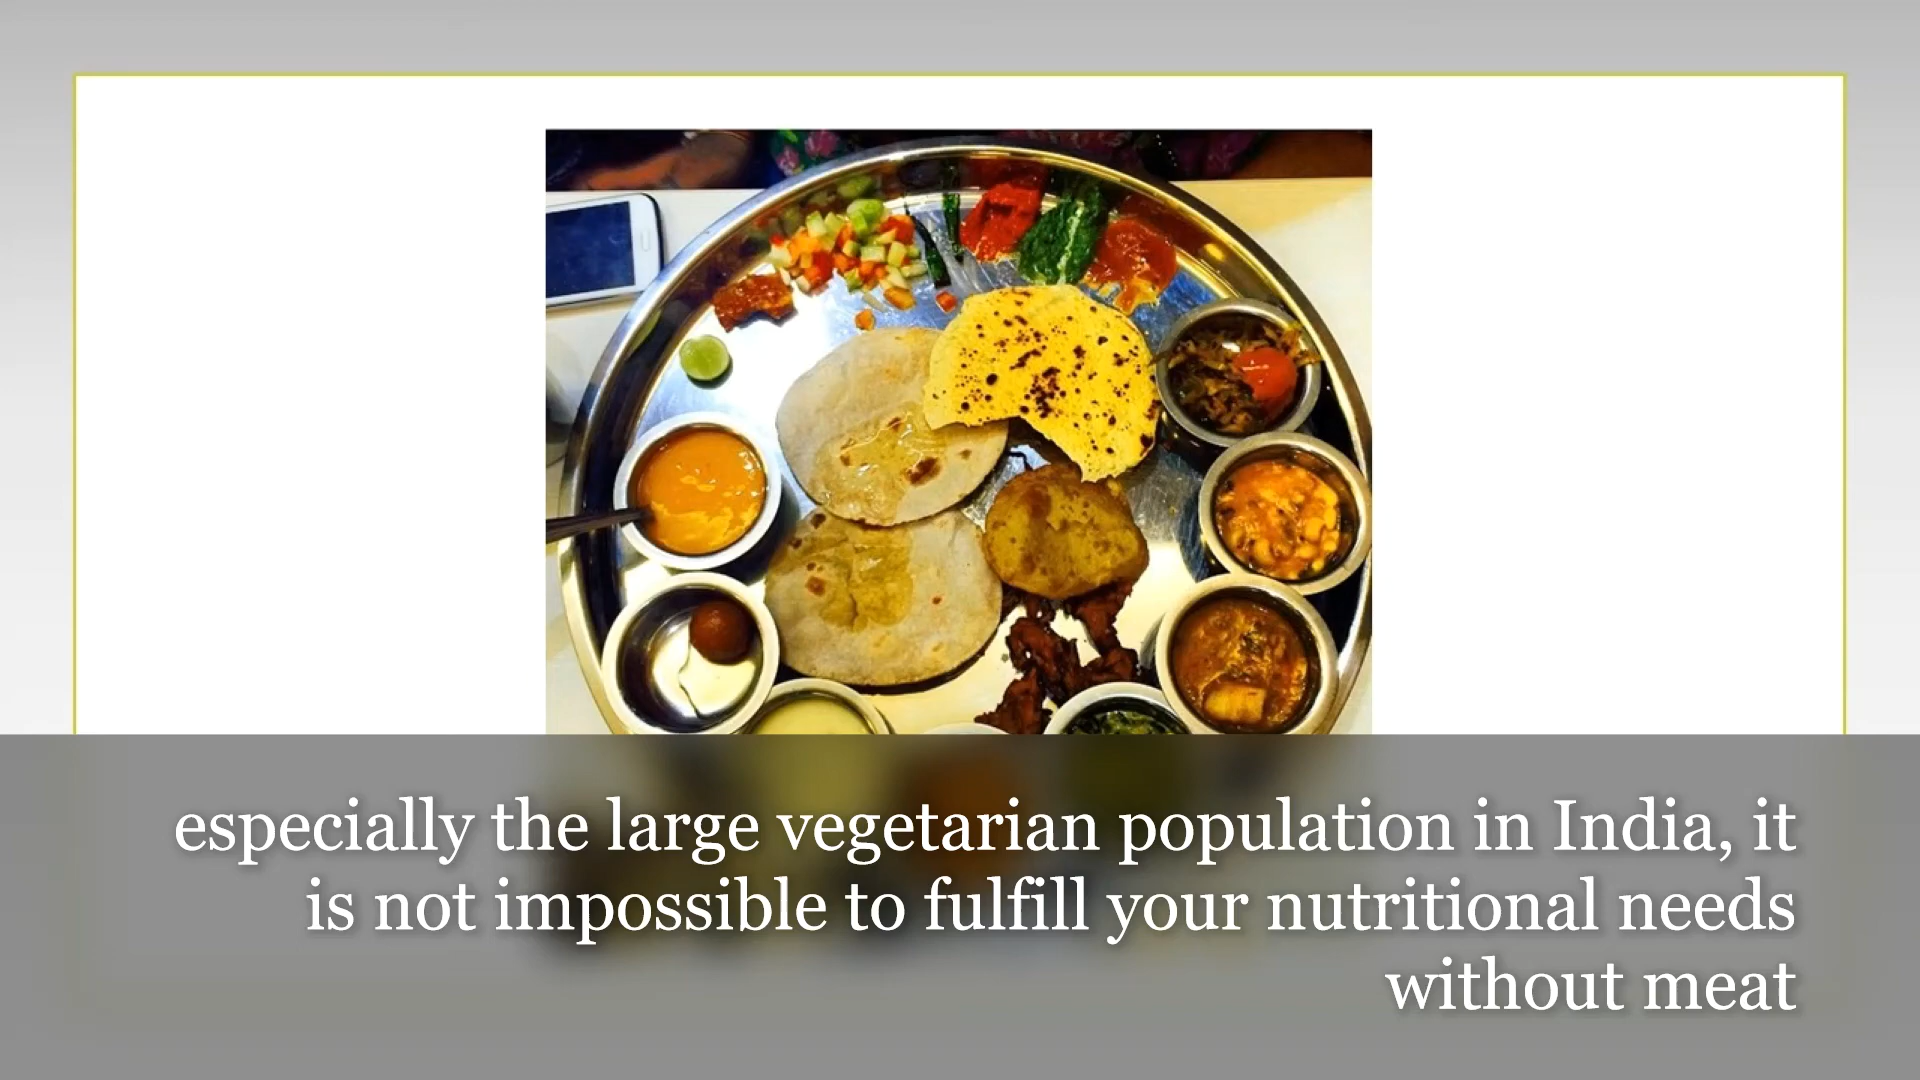 especially the large vegetarian population in India, it
is not impossible to fulfill your nutritional needs
without meat